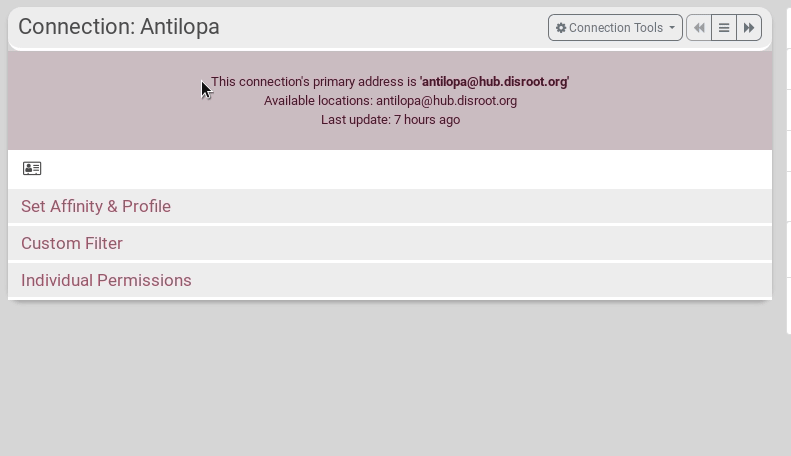 Connection: Antilopa
Connection Tools
This connection's primary address is 'antilopa@hub.disroot.org'
Available locations: antilopa@hub.disroot.org
Last update: 7 hours ago
Set Affinity & Profile
Custom Filter
Individual Permissions